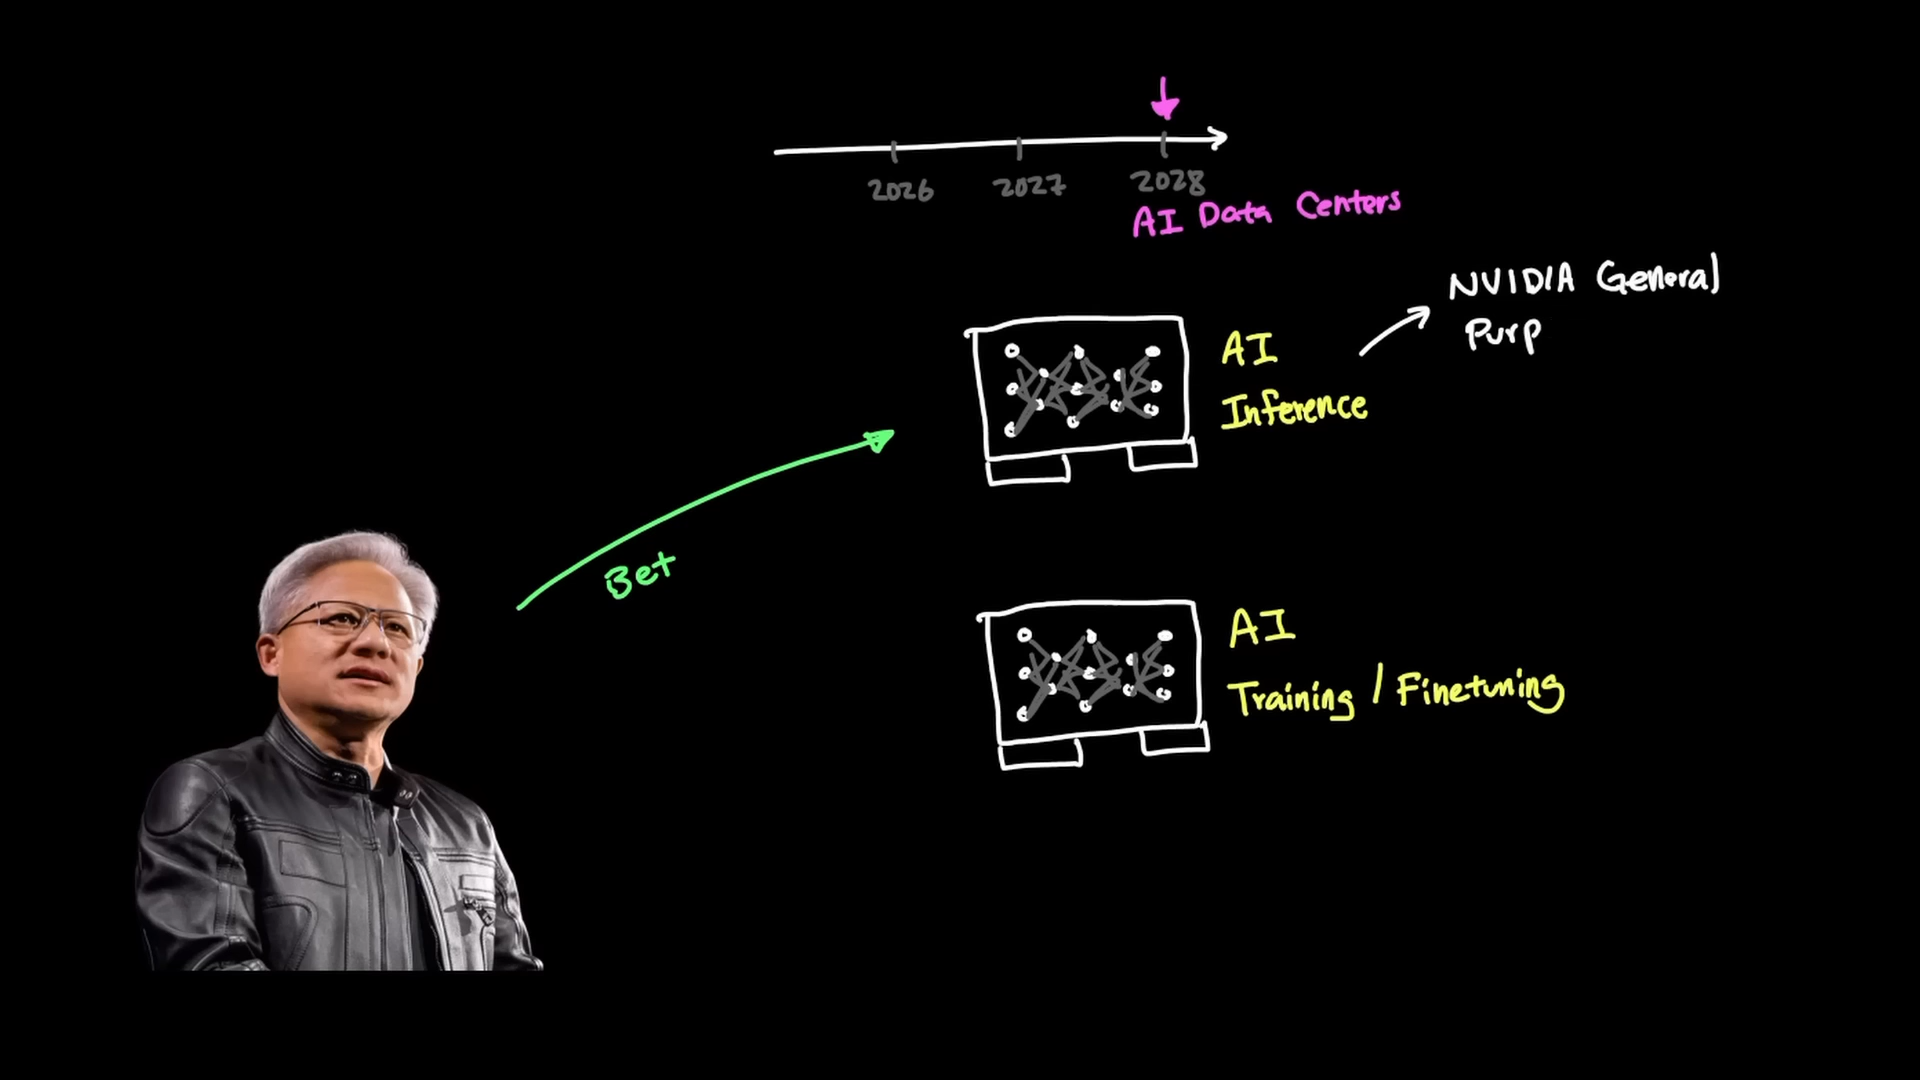 2026 2027 2028
AI Data Centers
NVIDIA General
Purp
AI
Inference
Bet
AI
Training / Finetuning